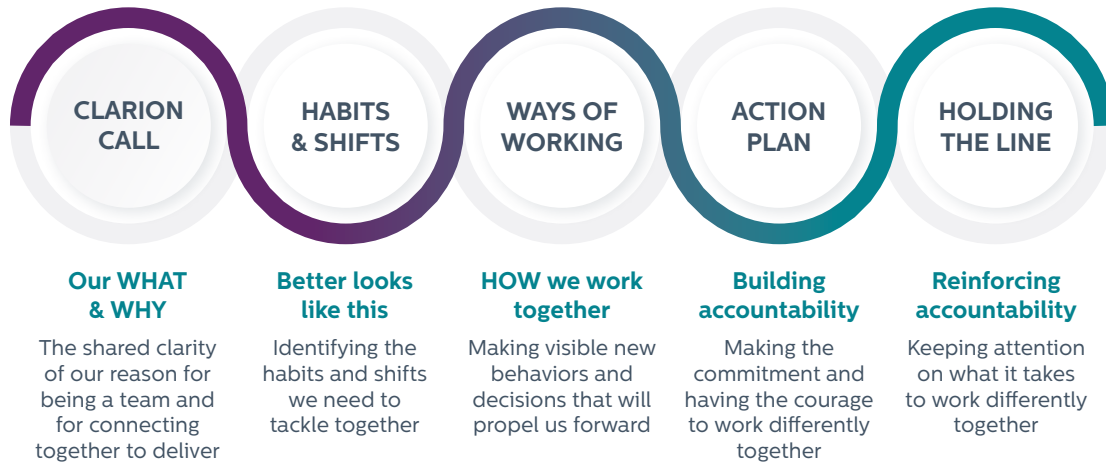 CLARION
CALL
HABITS
& SHIFTS
WAYS OF
WORKING
ACTION
PLAN
HOLDING
THE LINE
Our WHAT
& WHY
The shared clarity
of our reason for
being a team and
for connecting
together to deliver
Better looks
like this
Identifying the
habits and shifts
we need to
tackle together
HOW we work
together
Making visible new
behaviors and
decisions that will
propel us forward
Building
accountability
Making the
commitment and
having the courage
to work differently
together
Reinforcing
accountability
Keeping attention
on what it takes
to work differently
together